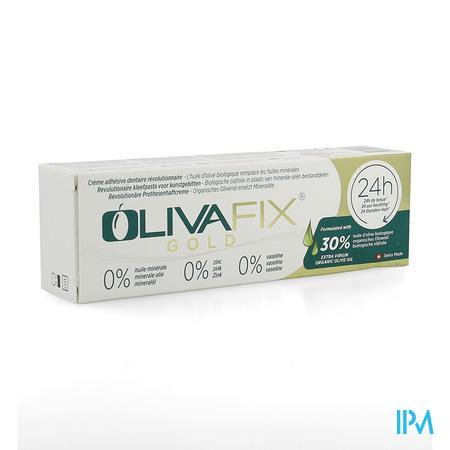 Crème adhésive dentaire révolutionnaire - L'huile d'olive biologique remplace les huiles minérales
Revolutionaire kleefpasta voor kunstgebitten - Biologische olijfolie in plaats van minerale oliën bestanddelen
Revolutionäre Prothesenhaftcreme - Organisches Olivenöl ersetzt Mineralöle
OLIVAFIX®
GOLD
0% huile minérale
minerale olie
mineralöl
0% zinc
zink
Zink
0% vaseline
vaseline
vaseline
24h
24h de tenue
24 uur hechting
24 Stunden-Halt
Formulated with
30% huile d'olive biologique
organisches Olivenöl
biologische olijfolie
EXTRA VIRGIN
ORGANIC OLIVE OIL
Swiss Made
IPM